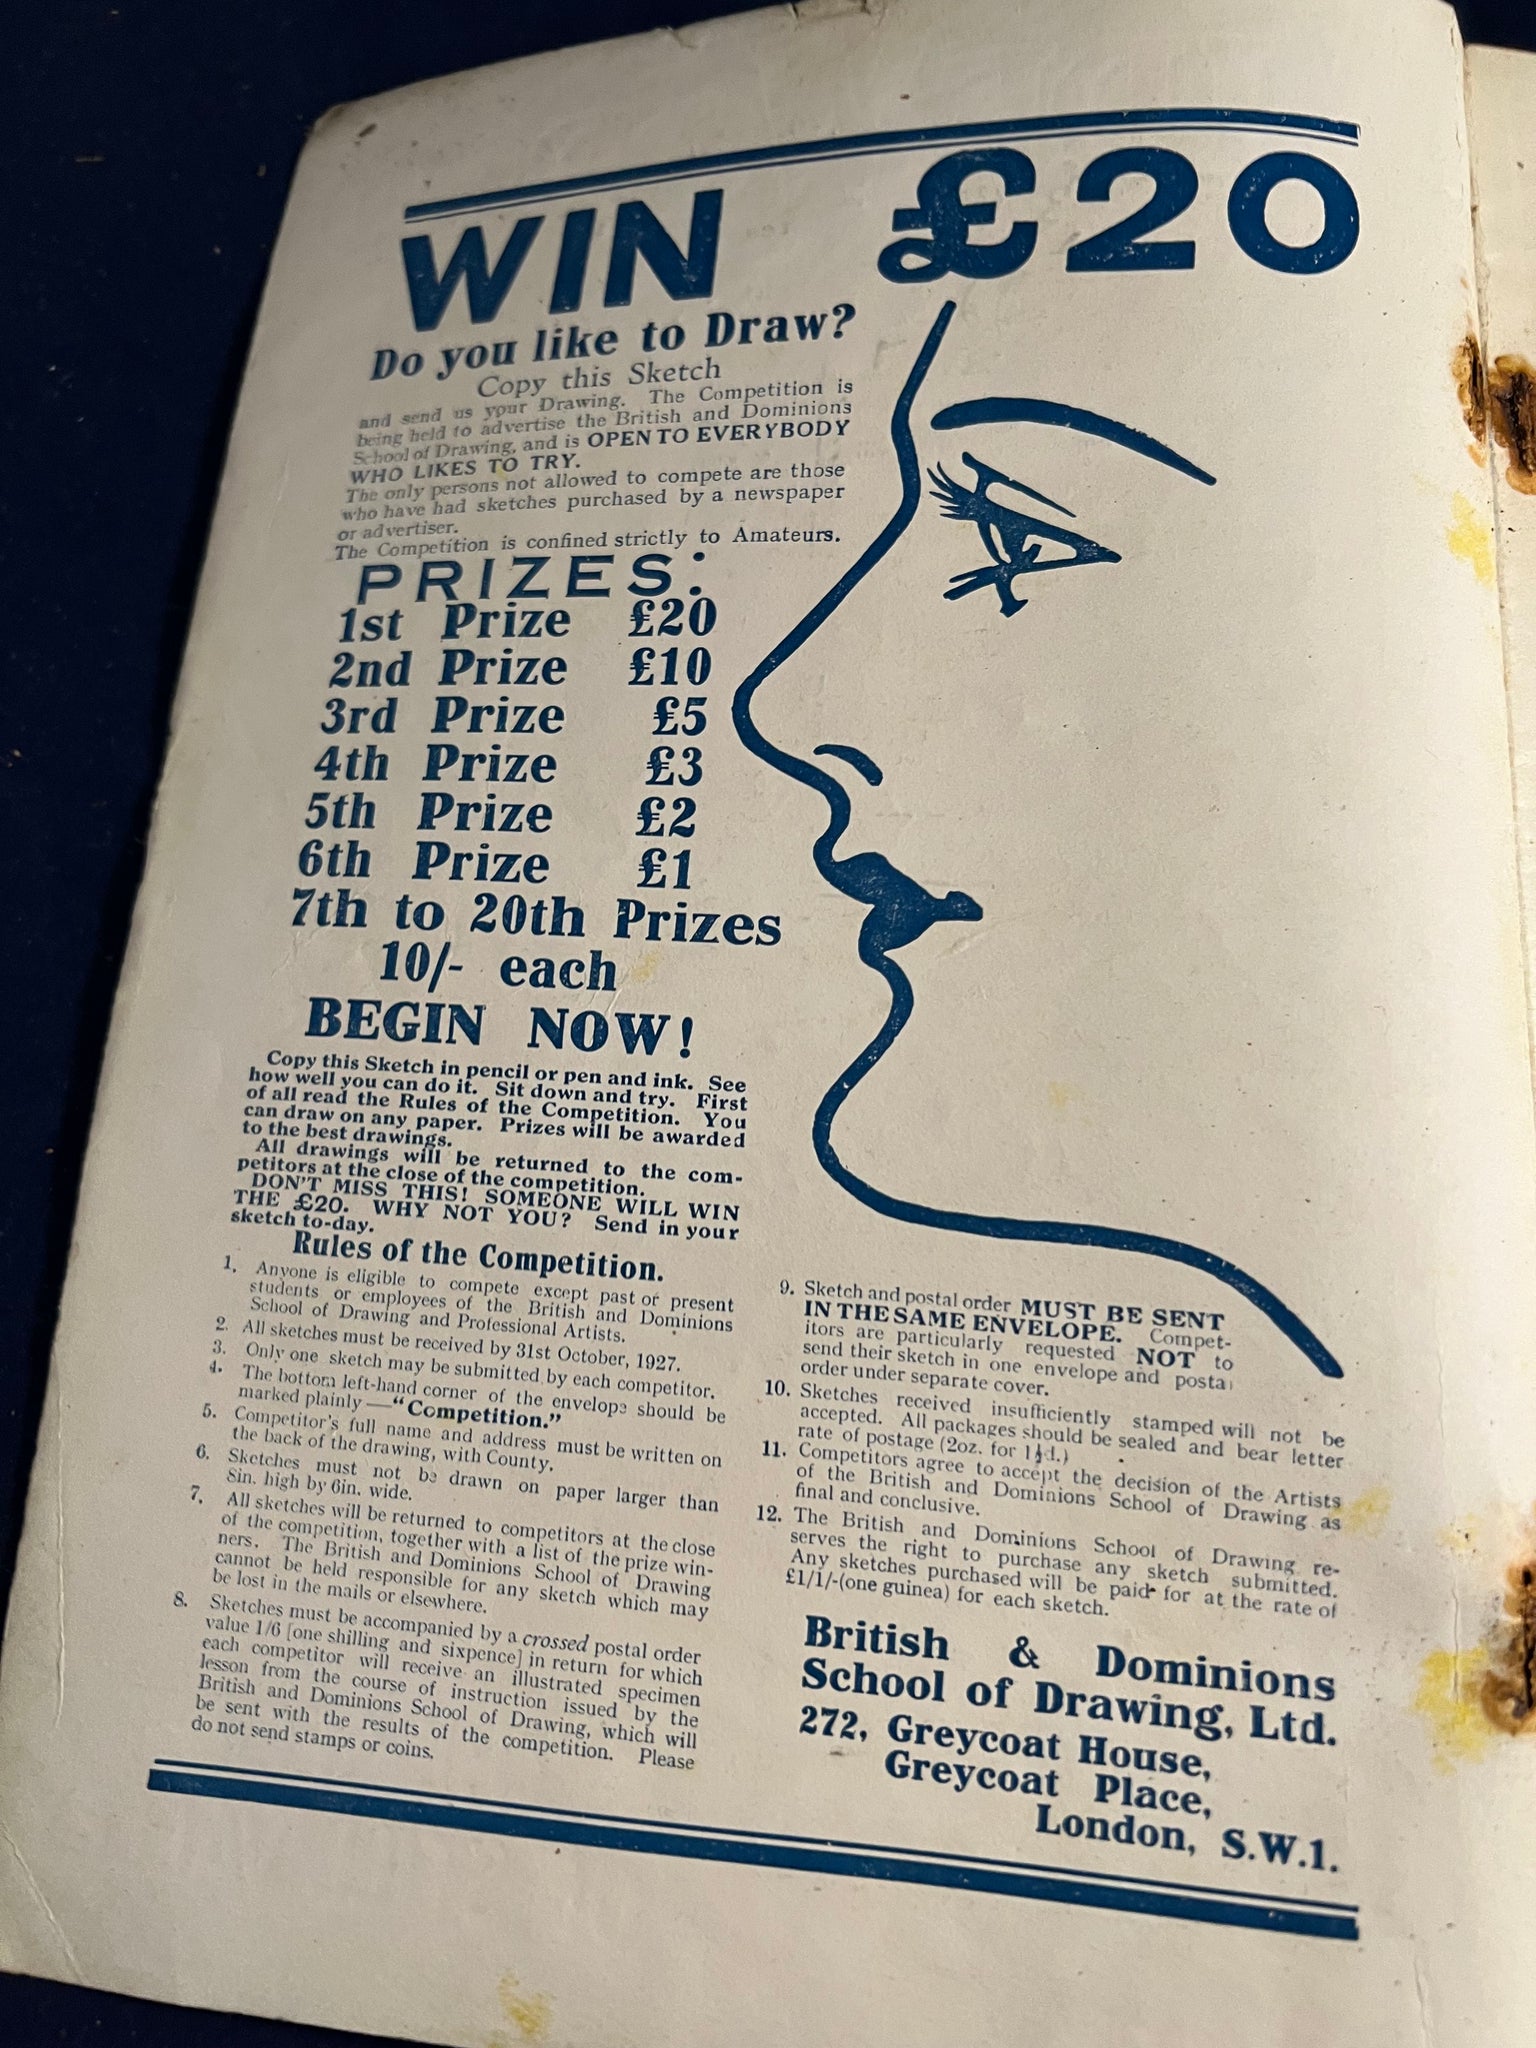 WIN £20
Do you like to Draw?
Copy this Sketch
and send us your Drawing. The Competition is
being held to advertise the British and Dominions
School of Drawing, and is OPEN TO EVERYBODY
WHO LIKES TO TRY.
The only persons not allowed to compete are those
who have had sketches purchased by a newspaper
or advertiser.
The Competition is confined strictly to Amateurs.
PRIZES:
1st Prize £20
2nd Prize £10
3rd Prize £5
4th Prize £3
5th Prize £2
6th Prize £1
7th to 20th Prizes
10/- each
BEGIN NOW!
Copy this Sketch in pencil or pen and ink. See
how well you can do it. Sit down and try. First
of all read the Rules of the Competition. You
can draw on any paper. Prizes will be awarded
to the best drawings.
All drawings will be returned to the com-
petitors at the close of the competition.
DON'T MISS THIS! SOMEONE WILL WIN
THE £20. WHY NOT YOU? Send in your
sketch to-day.
Rules of the Competition.
1. Anyone is eligible to compete except past or present
students or employees of the British and Dominions
School of Drawing and Professional Artists.
2. All sketches must be received by 31st October, 1927.
3. Only one sketch may be submitted by each competitor.
4. The bottom left-hand corner of the envelope should be
marked plainly—"Competition."
5. Competitor's full name and address must be written on
the back of the drawing, with County.
6. Sketches must not be drawn on paper larger than
8in. high by 6in. wide.
7. All sketches will be returned to competitors at the close
of the competition, together with a list of the prize win-
ners. The British and Dominions School of Drawing
cannot be held responsible for any sketch which may
be lost in the mails or elsewhere.
8. Sketches must be accompanied by a crossed postal order
value 1/6 [one shilling and sixpence] in return for which
each competitor will receive an illustrated specimen
lesson from the course of instruction issued by the
British and Dominions School of Drawing, which will
be sent with the results of the competition. Please
do not send stamps or coins.
9. Sketch and postal order MUST BE SENT
IN THE SAME ENVELOPE. Compet-
itors are particularly requested NOT to
send their sketch in one envelope and postal
order under separate cover.
10. Sketches received insufficiently stamped will not be
accepted. All packages should be sealed and bear letter
rate of postage (2oz. for 1½d.)
11. Competitors agree to accept the decision of the Artists
of the British and Dominions School of Drawing as
final and conclusive.
12. The British and Dominions School of Drawing re-
serves the right to purchase any sketch submitted.
Any sketches purchased will be paid for at the rate of
£1/1/-(one guinea) for each sketch.
British & Dominions
School of Drawing, Ltd.
272, Greycoat House,
Greycoat Place,
London, S.W.1.